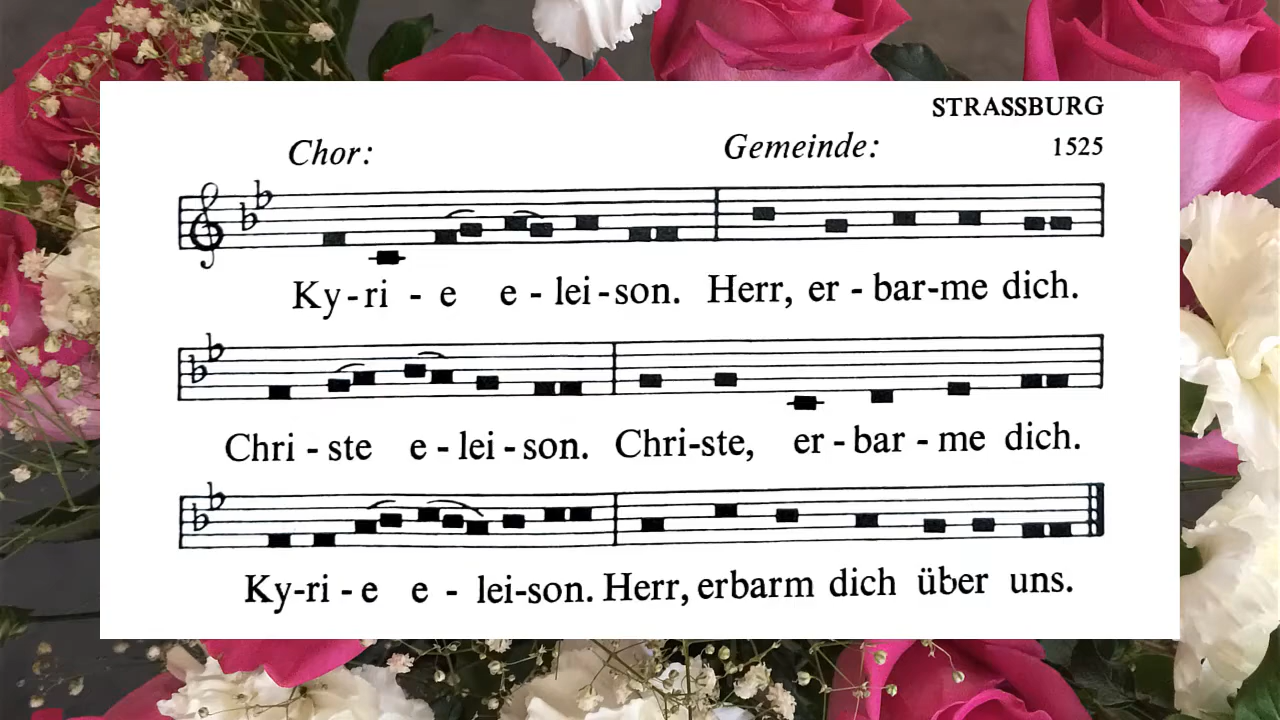 STRASSBURG
Chor: Gemeinde: 1525
Ky-ri - e e - lei-son. Herr, er - bar-me dich.
Chri - ste e - lei - son. Chri-ste, er - bar - me dich.
Ky-ri - e e - lei-son. Herr, erbarm dich über uns.